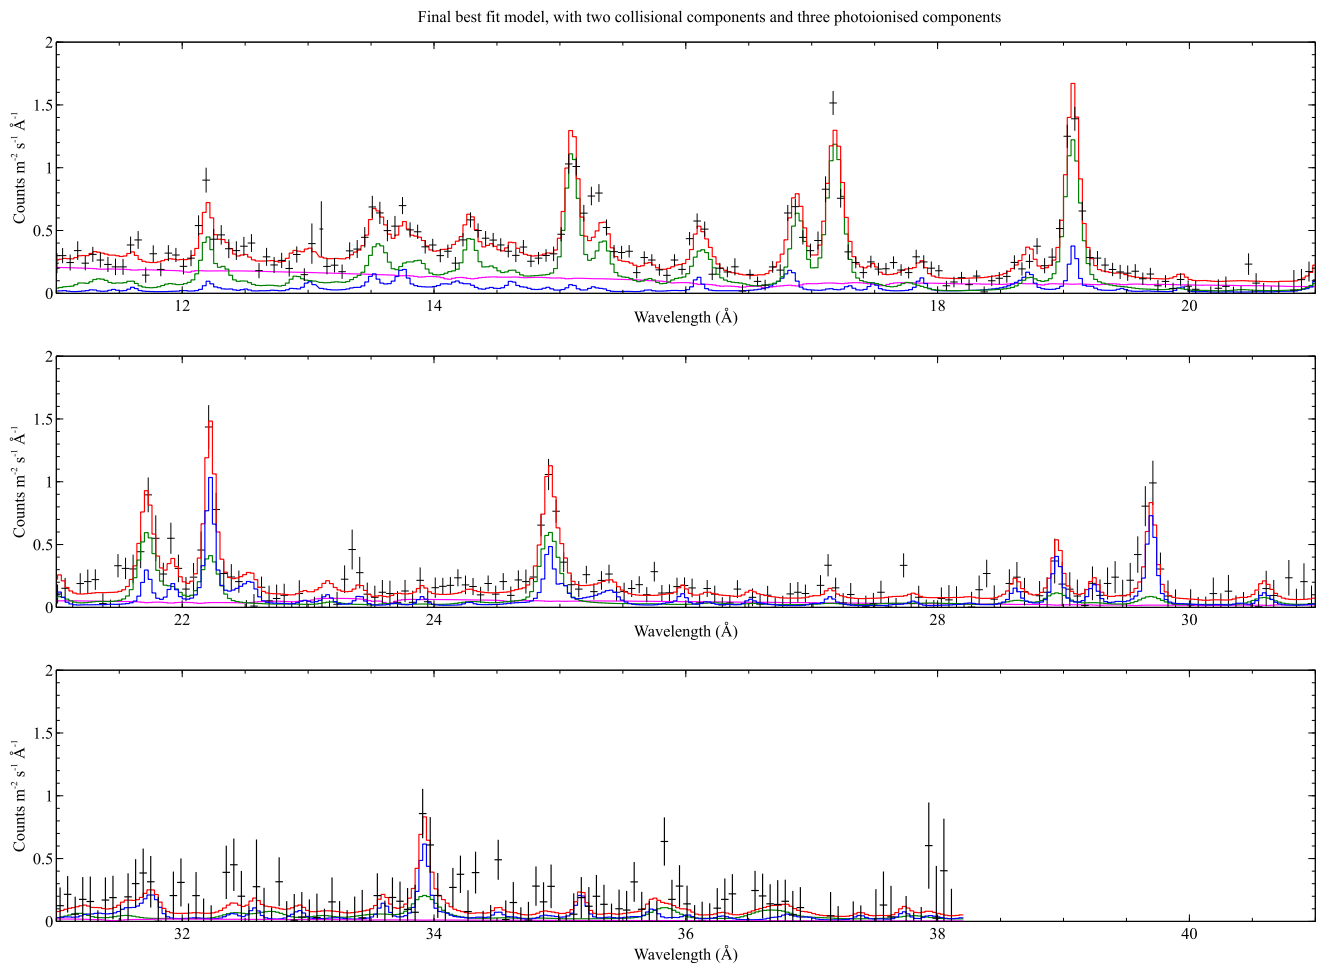 Final best fit model, with two collisional components and three photoionised components
2
1.5
1
0.5
0
Counts m⁻² s⁻¹ Å⁻¹
12 14 16 18 20
Wavelength (Å)
2
1.5
1
0.5
0
Counts m⁻² s⁻¹ Å⁻¹
22 24 26 28 30
Wavelength (Å)
2
1.5
1
0.5
0
Counts m⁻² s⁻¹ Å⁻¹
32 34 36 38 40
Wavelength (Å)